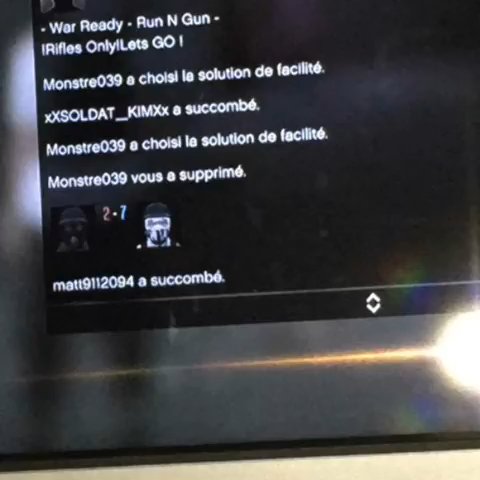 - War Ready - Run N Gun -
!Rifles Only!Lets GO !
Monstre039 a choisi la solution de facilité.
xXSOLDAT__KIMXx a succombé.
Monstre039 a choisi la solution de facilité.
Monstre039 vous a supprimé.
2-7
matt9112094 a succombé.